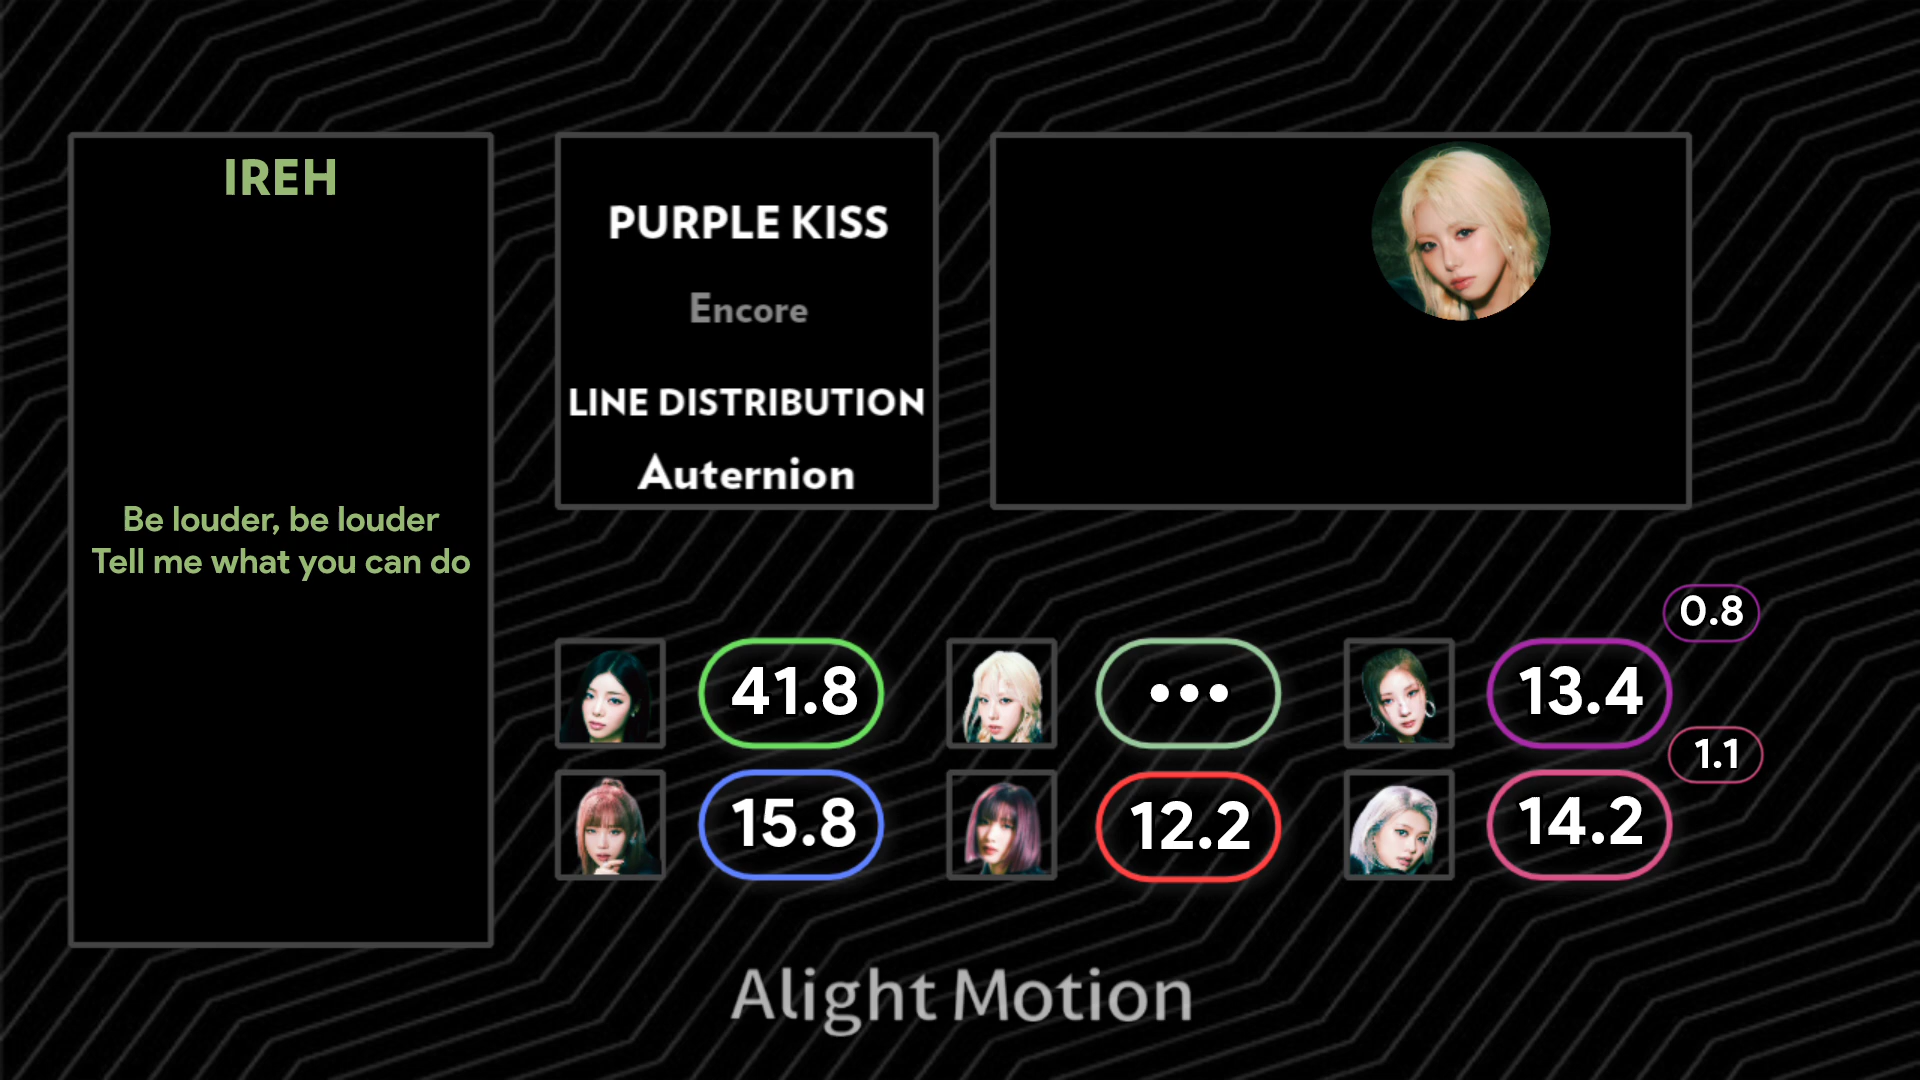 IREH
Be louder, be louder
Tell me what you can do
PURPLE KISS
Encore
LINE DISTRIBUTION
Auternion
41.8
•••
13.4
0.8
15.8
12.2
14.2
1.1
Alight Motion